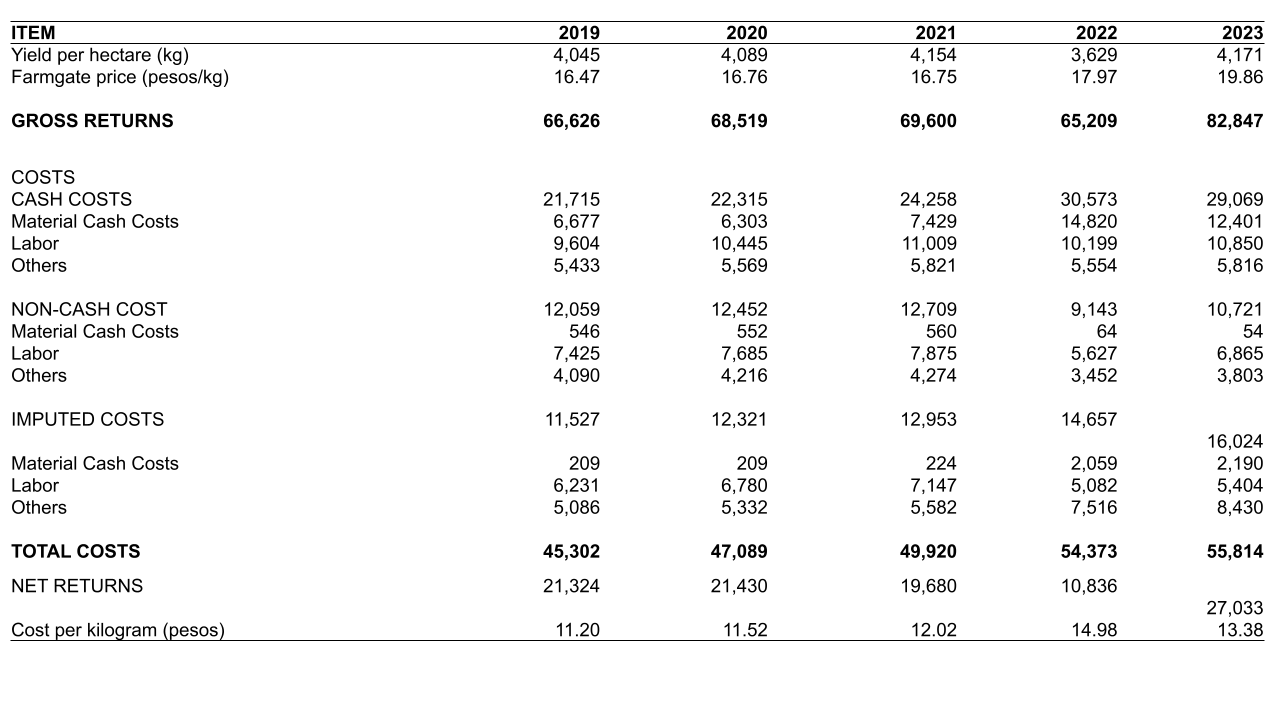 ITEM 2019 2020 2021 2022 2023
Yield per hectare (kg) 4,045 4,089 4,154 3,629 4,171
Farmgate price (pesos/kg) 16.47 16.76 16.75 17.97 19.86
GROSS RETURNS 66,626 68,519 69,600 65,209 82,847
COSTS
CASH COSTS 21,715 22,315 24,258 30,573 29,069
Material Cash Costs 6,677 6,303 7,429 14,820 12,401
Labor 9,604 10,445 11,009 10,199 10,850
Others 5,433 5,569 5,821 5,554 5,816
NON-CASH COST 12,059 12,452 12,709 9,143 10,721
Material Cash Costs 546 552 560 64 54
Labor 7,425 7,685 7,875 5,627 6,865
Others 4,090 4,216 4,274 3,452 3,803
IMPUTED COSTS 11,527 12,321 12,953 14,657
16,024
Material Cash Costs 209 209 224 2,059 2,190
Labor 6,231 6,780 7,147 5,082 5,404
Others 5,086 5,332 5,582 7,516 8,430
TOTAL COSTS 45,302 47,089 49,920 54,373 55,814
NET RETURNS 21,324 21,430 19,680 10,836
27,033
Cost per kilogram (pesos) 11.20 11.52 12.02 14.98 13.38